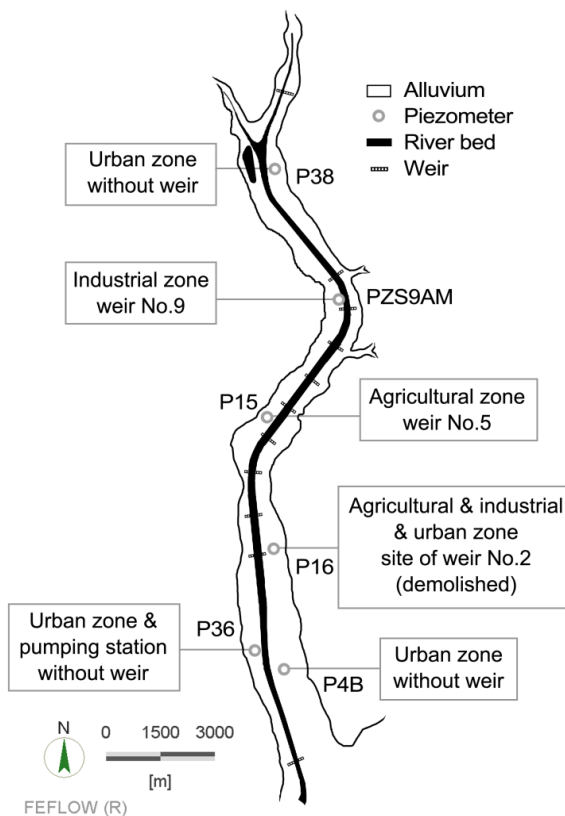 Alluvium
Piezometer
River bed
Weir
Urban zone
without weir
P38
Industrial zone
weir No.9
PZS9AM
P15
Agricultural zone
weir No.5
Agricultural & industrial
& urban zone
site of weir No.2
(demolished)
P16
Urban zone &
pumping station
without weir
P36
Urban zone
without weir
P4B
N
0 1500 3000
[m]
FEFLOW (R)